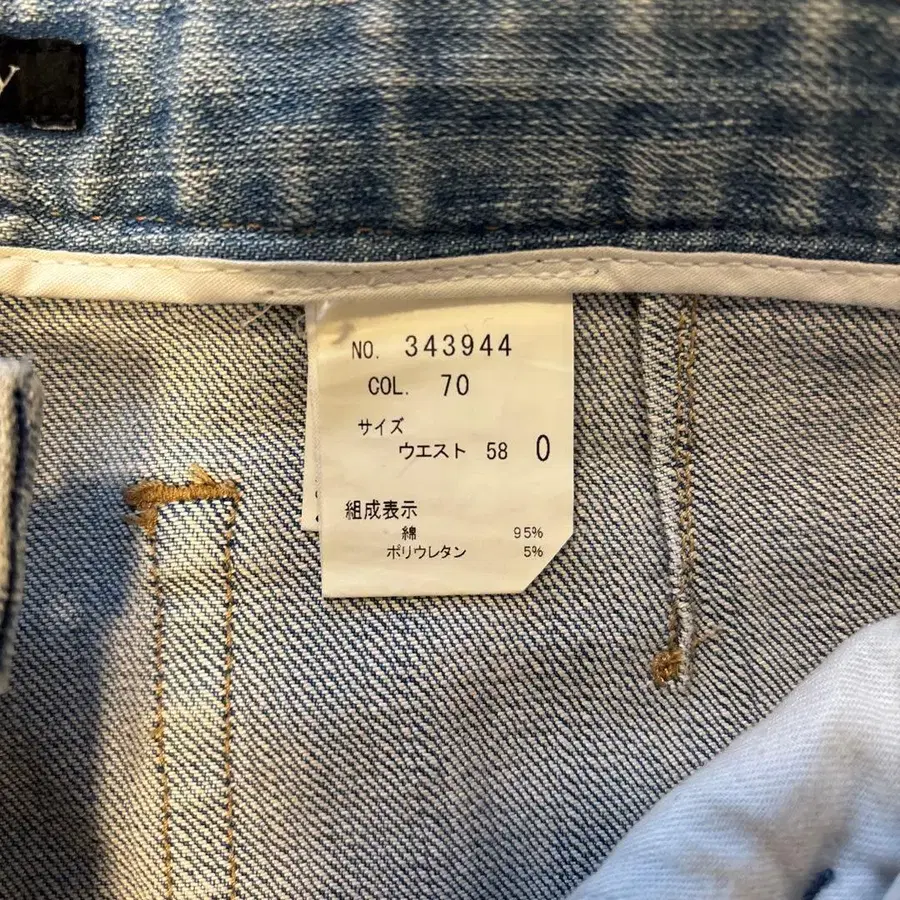 y
NO. 343944
COL. 70
サイズ
ウエスト 58 0
組成表示
綿 95%
ポリウレタン 5%